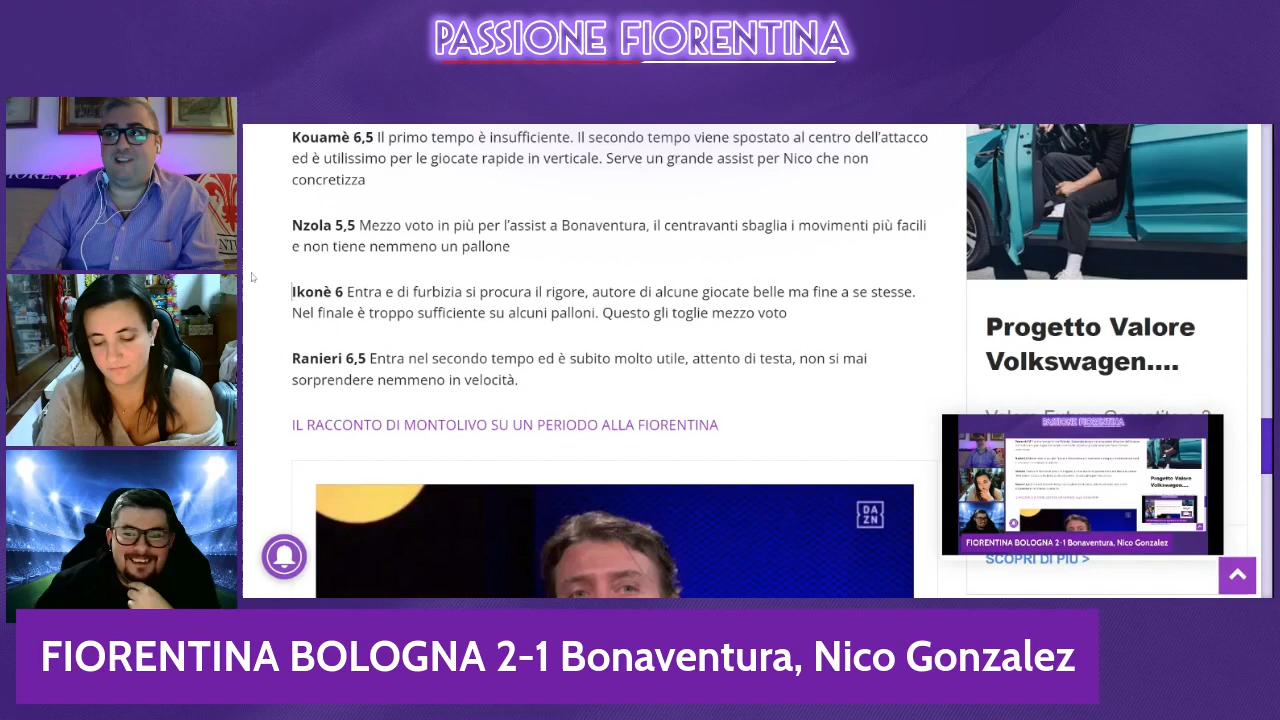 PASSIONE FIORENTINA
Kouamè 6,5 Il primo tempo è insufficiente. Il secondo tempo viene spostato al centro dell'attacco
ed è utilissimo per le giocate rapide in verticale. Serve un grande assist per Nico che non
concretizza
Nzola 5,5 Mezzo voto in più per l'assist a Bonaventura, il centravanti sbaglia i movimenti più facili
e non tiene nemmeno un pallone
Ikonè 6 Entra e di furbizia si procura il rigore, autore di alcune giocate belle ma fine a se stesse.
Nel finale è troppo sufficiente su alcuni palloni. Questo gli toglie mezzo voto
Ranieri 6,5 Entra nel secondo tempo ed è subito molto utile, attento di testa, non si mai
sorprendere nemmeno in velocità.
IL RACCONTO DI MONTOLIVO SU UN PERIODO ALLA FIORENTINA
DA
ZN
Progetto Valore
Volkswagen....
PASSIONE FIORENTINA
Progetto Valore
Volkswagen....
FIORENTINA BOLOGNA 2-1 Bonaventura, Nico Gonzalez
SCOPRI DI PIÙ >
FIORENTINA BOLOGNA 2-1 Bonaventura, Nico Gonzalez